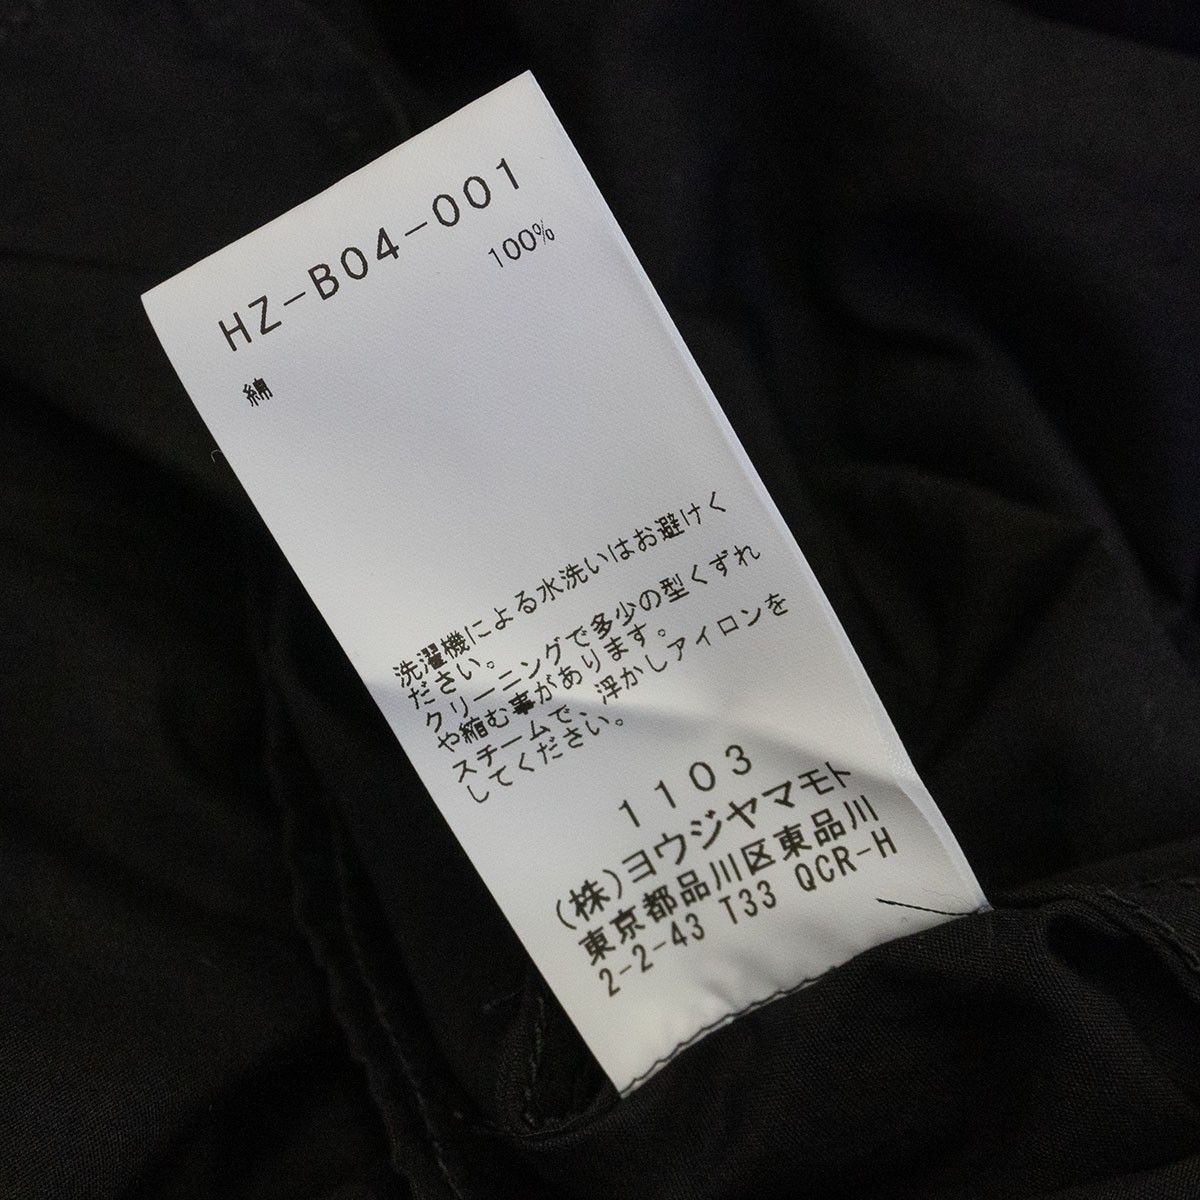 HZ-B04-001
綿 100%
洗濯機による水洗いはお避けく
ださい。
クリーニングで多少の型くずれ
や縮む事があります。
スチームで、浮かしアイロンを
してください。
1103
(株)ヨウジヤマモト
東京都品川区東品川
2-2-43 T33 QCR-H